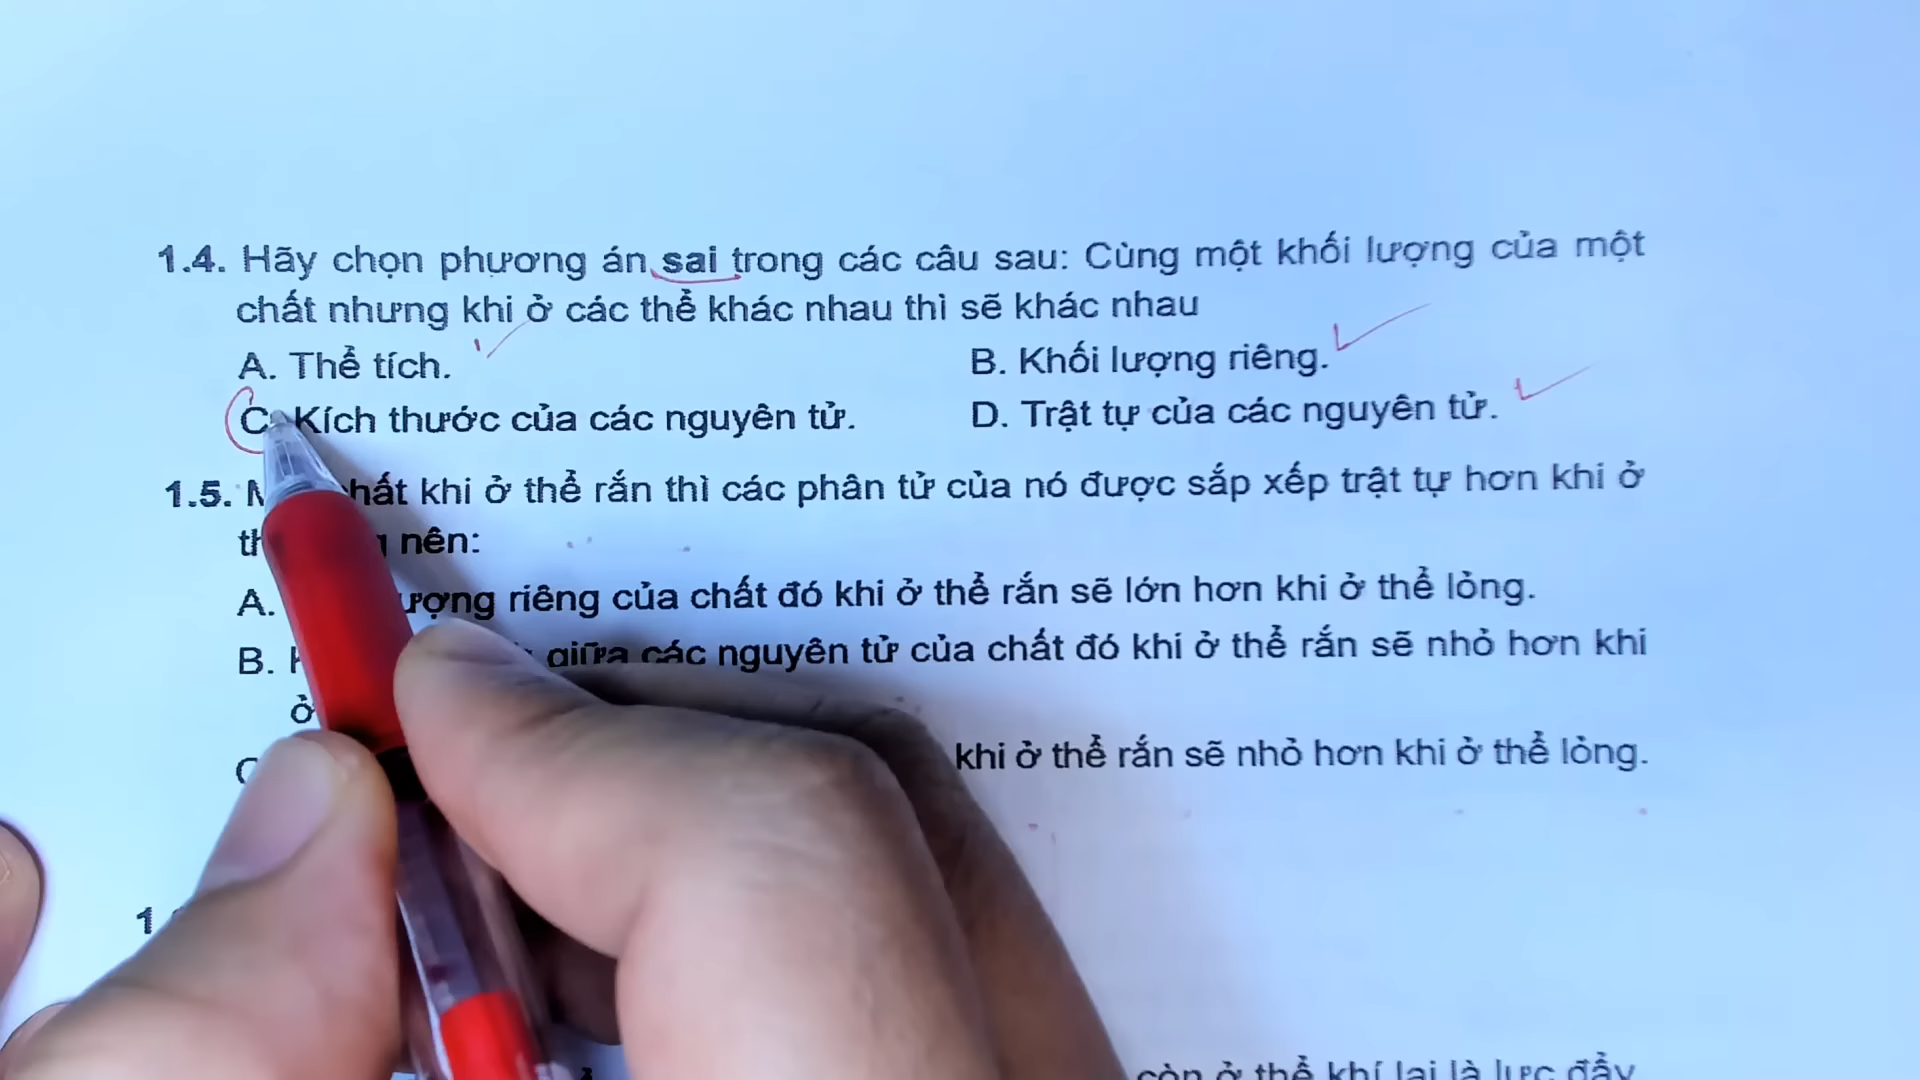 1.4. Hãy chọn phương án sai trong các câu sau: Cùng một khối lượng của một
chất nhưng khi ở các thể khác nhau thì sẽ khác nhau
A. Thể tích.
B. Khối lượng riêng.
C. Kích thước của các nguyên tử.
D. Trật tự của các nguyên tử.
1.5. hất khi ở thể rắn thì các phân tử của nó được sắp xếp trật tự hơn khi ở
nên:
A. ượng riêng của chất đó khi ở thể rắn sẽ lớn hơn khi ở thể lỏng.
B. giữa các nguyên tử của chất đó khi ở thể rắn sẽ nhỏ hơn khi
ở
khi ở thể rắn sẽ nhỏ hơn khi ở thể lỏng.
1
còn ở thể khí lại là lực đẩy